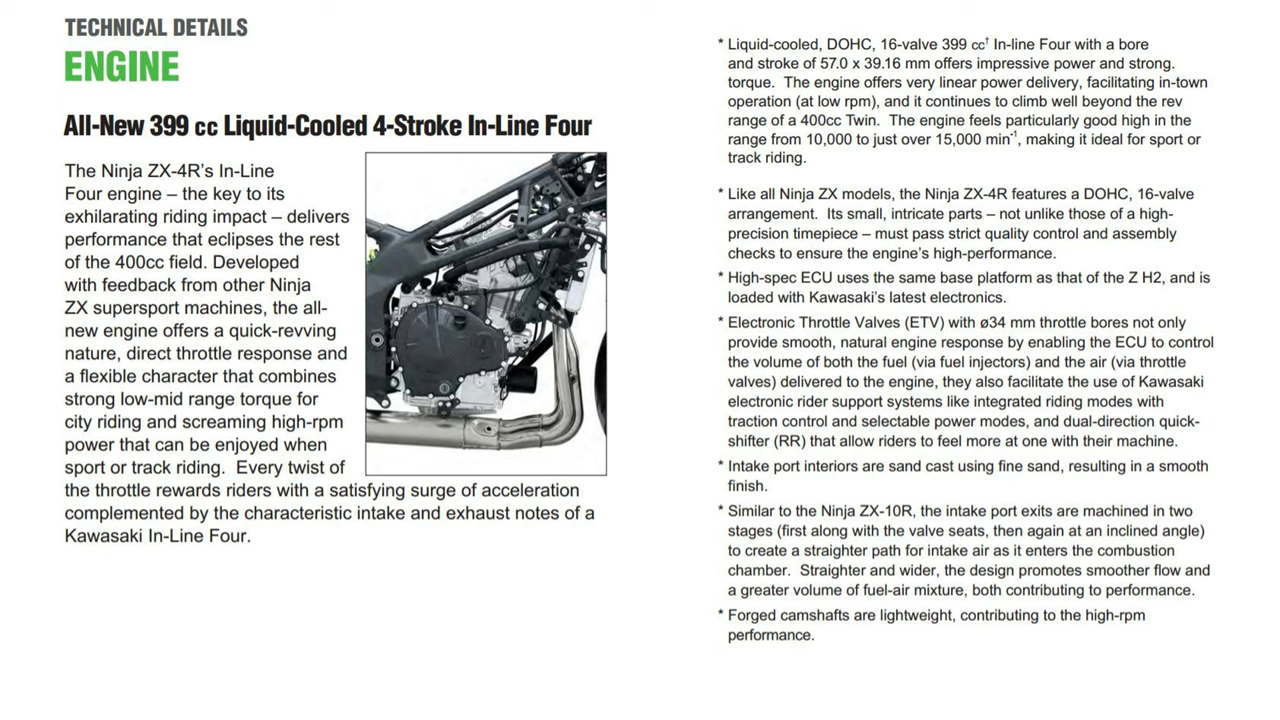 TECHNICAL DETAILS
ENGINE
All-New 399 cc Liquid-Cooled 4-Stroke In-Line Four
The Ninja ZX-4R's In-Line
Four engine – the key to its
exhilarating riding impact – delivers
performance that eclipses the rest
of the 400cc field. Developed
with feedback from other Ninja
ZX supersport machines, the all-
new engine offers a quick-revving
nature, direct throttle response and
a flexible character that combines
strong low-mid range torque for
city riding and screaming high-rpm
power that can be enjoyed when
sport or track riding. Every twist of
the throttle rewards riders with a satisfying surge of acceleration
complemented by the characteristic intake and exhaust notes of a
Kawasaki In-Line Four.
* Liquid-cooled, DOHC, 16-valve 399 cc† In-line Four with a bore
and stroke of 57.0 x 39.16 mm offers impressive power and strong.
torque. The engine offers very linear power delivery, facilitating in-town
operation (at low rpm), and it continues to climb well beyond the rev
range of a 400cc Twin. The engine feels particularly good high in the
range from 10,000 to just over 15,000 min⁻¹, making it ideal for sport or
track riding.
* Like all Ninja ZX models, the Ninja ZX-4R features a DOHC, 16-valve
arrangement. Its small, intricate parts – not unlike those of a high-
precision timepiece – must pass strict quality control and assembly
checks to ensure the engine's high-performance.
* High-spec ECU uses the same base platform as that of the Z H2, and is
loaded with Kawasaki's latest electronics.
* Electronic Throttle Valves (ETV) with ø34 mm throttle bores not only
provide smooth, natural engine response by enabling the ECU to control
the volume of both the fuel (via fuel injectors) and the air (via throttle
valves) delivered to the engine, they also facilitate the use of Kawasaki
electronic rider support systems like integrated riding modes with
traction control and selectable power modes, and dual-direction quick-
shifter (RR) that allow riders to feel more at one with their machine.
* Intake port interiors are sand cast using fine sand, resulting in a smooth
finish.
* Similar to the Ninja ZX-10R, the intake port exits are machined in two
stages (first along with the valve seats, then again at an inclined angle)
to create a straighter path for intake air as it enters the combustion
chamber. Straighter and wider, the design promotes smoother flow and
a greater volume of fuel-air mixture, both contributing to performance.
* Forged camshafts are lightweight, contributing to the high-rpm
performance.